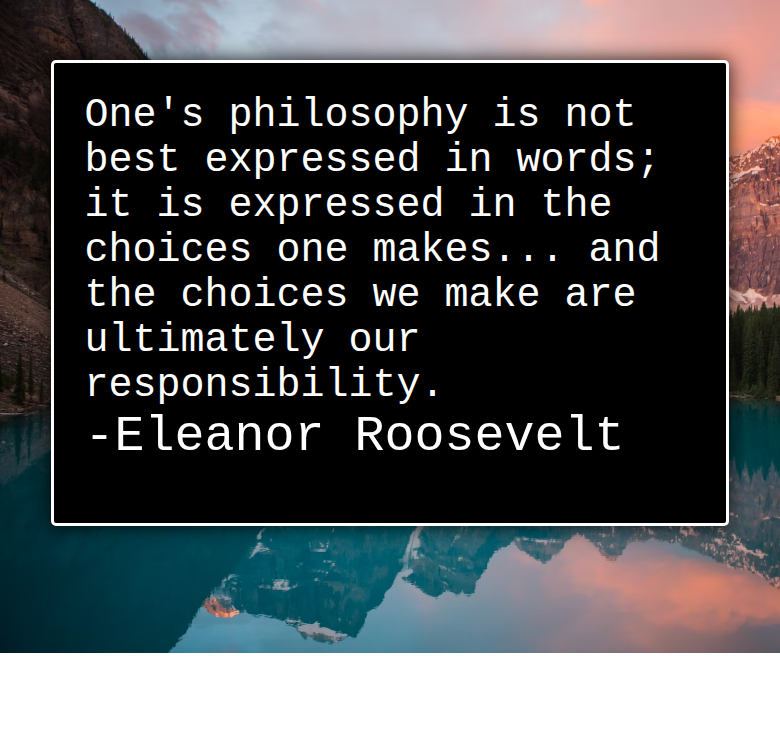 One's philosophy is not
best expressed in words;
it is expressed in the
choices one makes... and
the choices we make are
ultimately our
responsibility.
-Eleanor Roosevelt